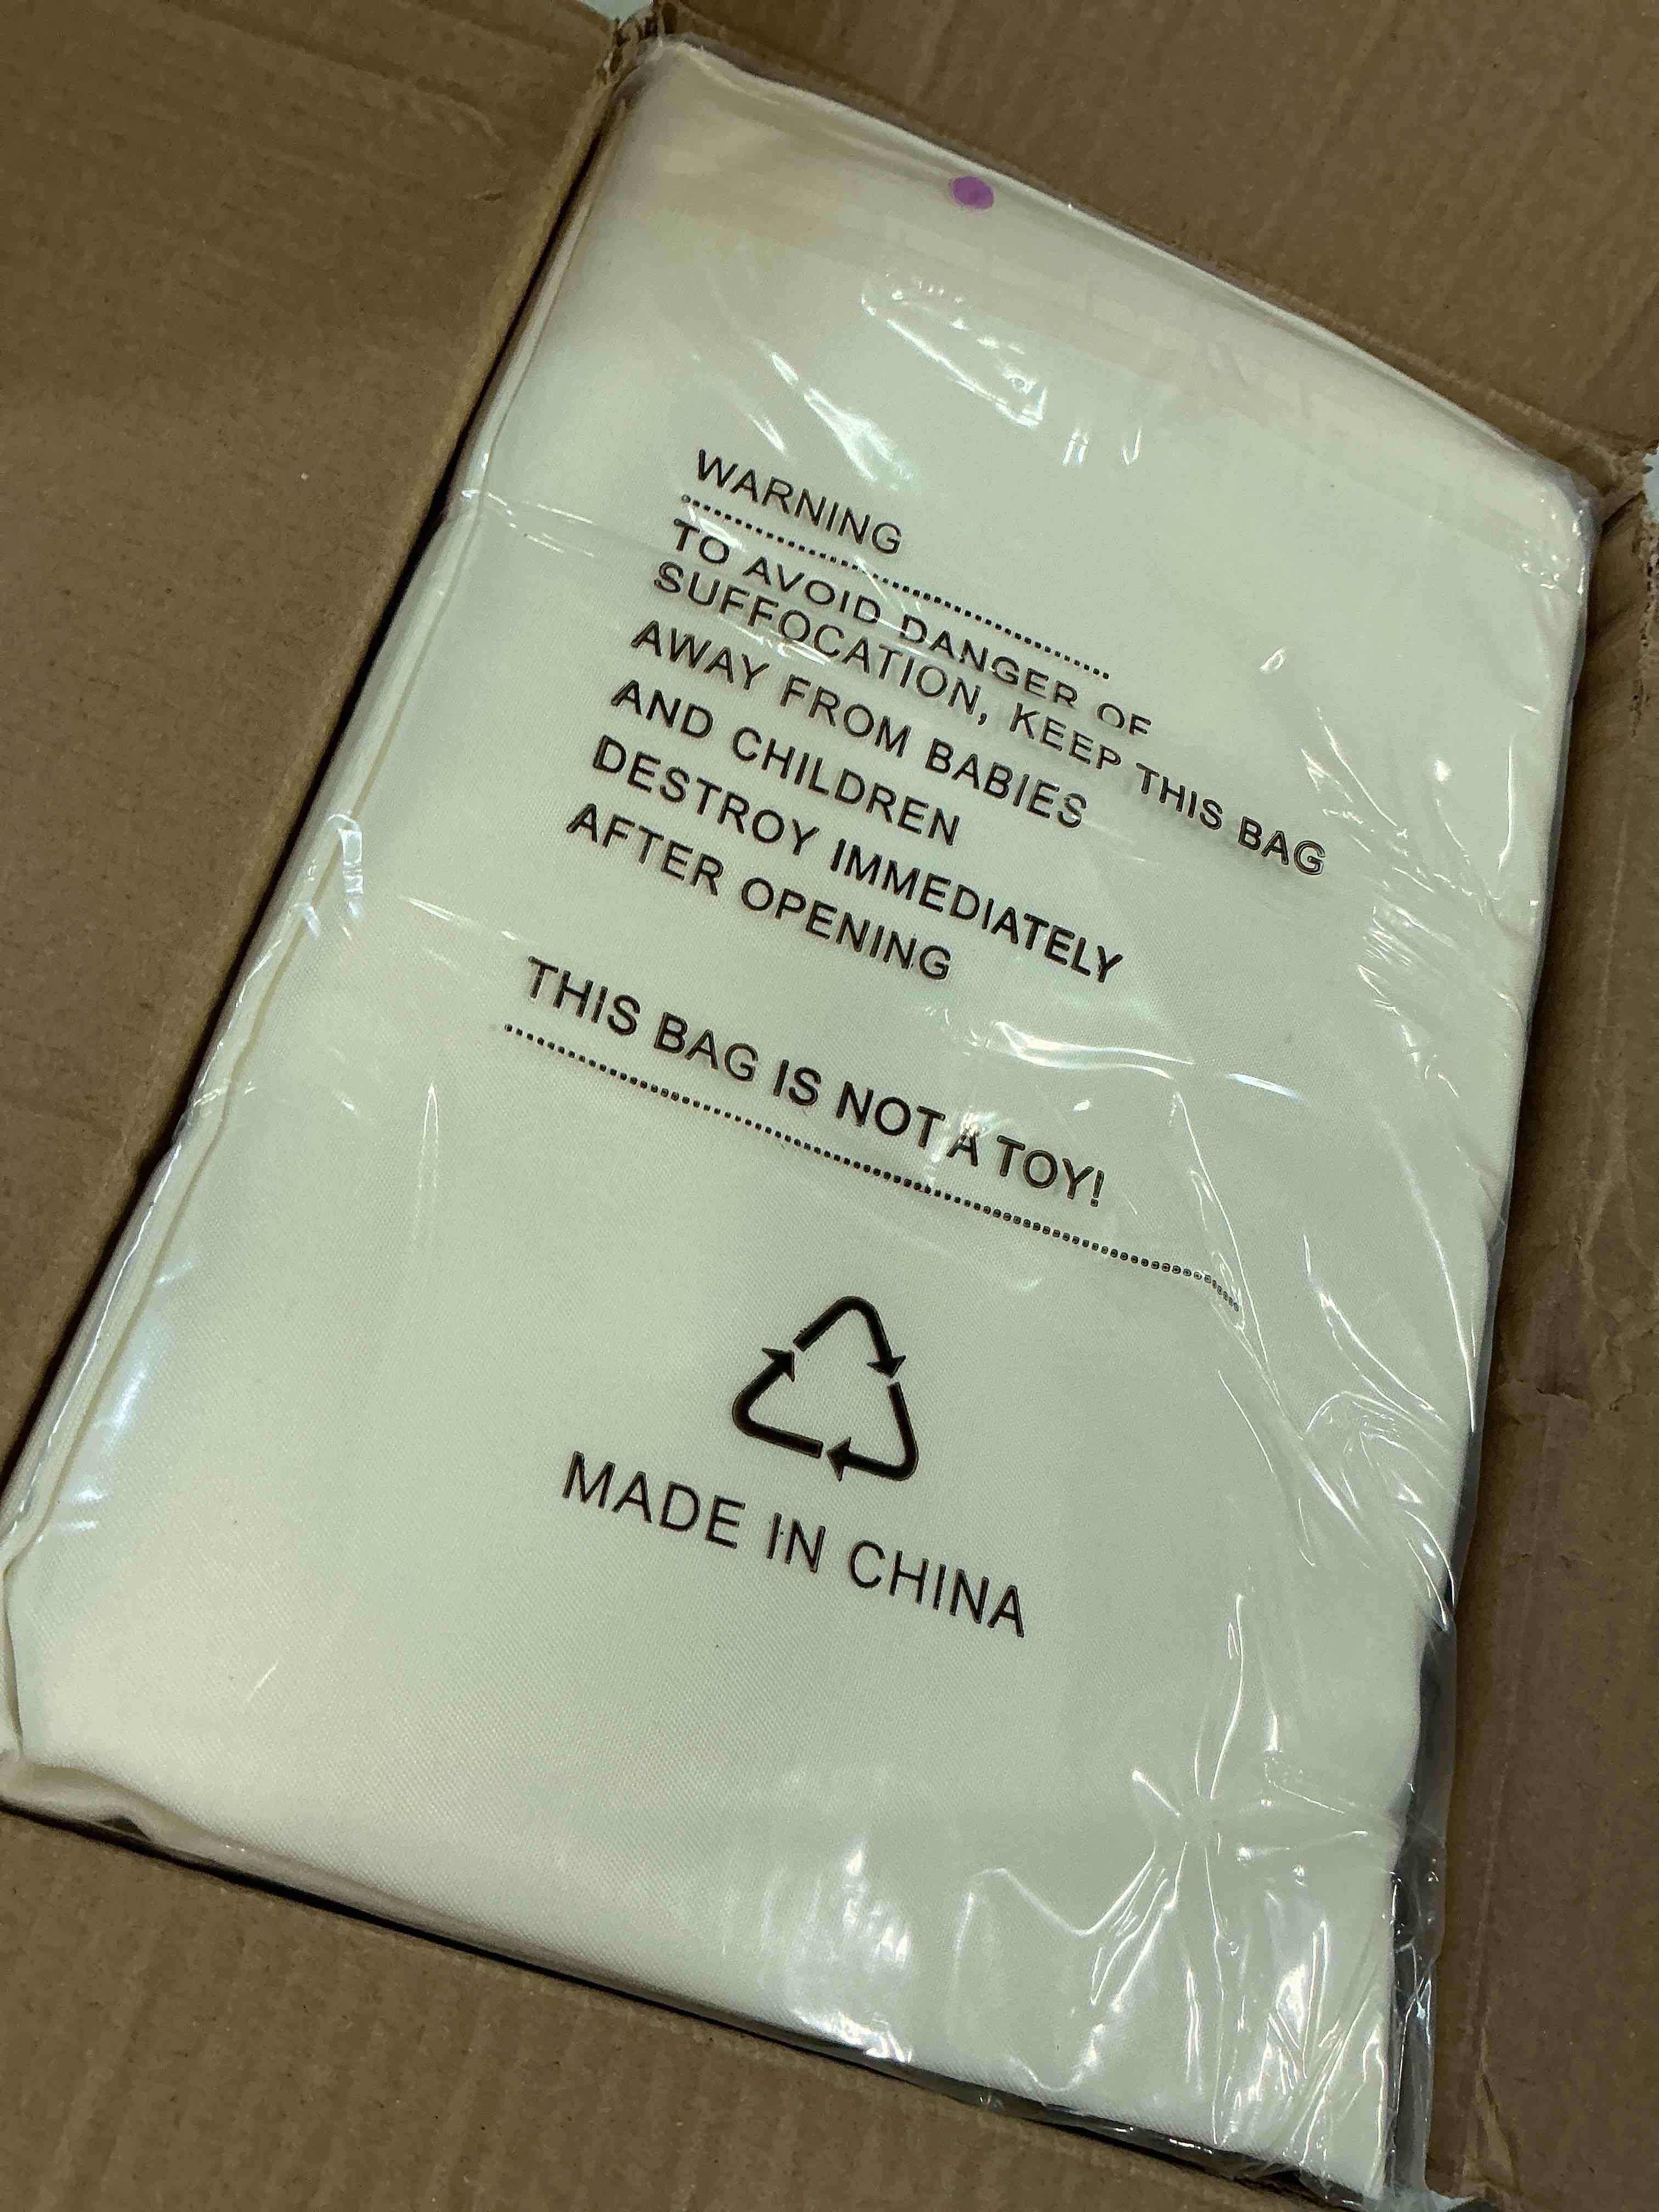 WARNING
TO AVOID DANGER OF
SUFFOCATION, KEEP THIS BAG
AWAY FROM BABIES
AND CHILDREN
DESTROY IMMEDIATELY
AFTER OPENING
THIS BAG IS NOT A TOY!
MADE IN CHINA